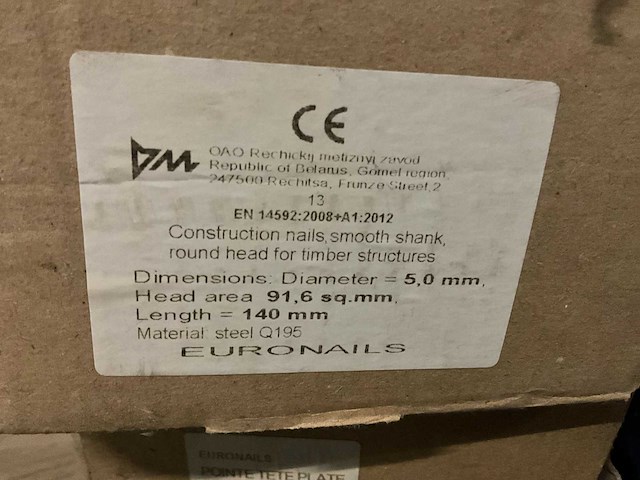 CE
OAO Rechickij metiznyj zavod
Republic of Belarus, Gomel region,
247500 Rechitsa, Frunze Street, 2
13
EN 14592:2008+A1:2012
Construction nails, smooth shank,
round head for timber structures
Dimensions: Diameter = 5,0 mm,
Head area 91,6 sq.mm,
Length = 140 mm
Material steel Q195
EURONAILS
EURONAILS
POINTE TETE PLATE